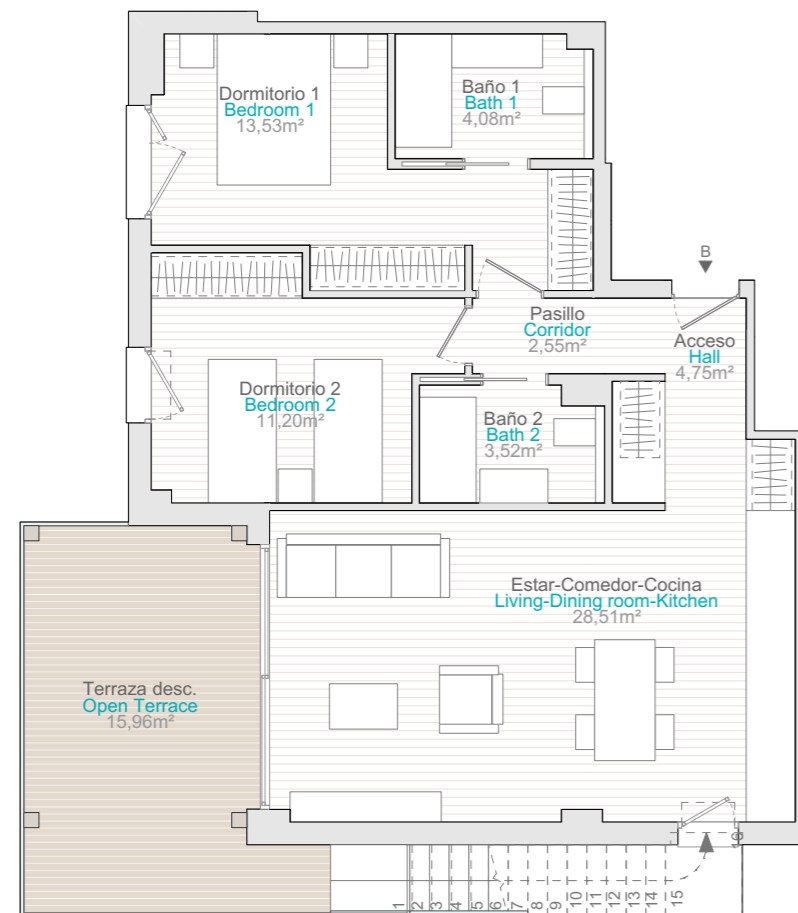 Dormitorio 1
Bedroom 1
13,53m²
Baño 1
Bath 1
4,08m²
B
Pasillo
Corridor
2,55m²
Acceso
Hall
4,75m²
Dormitorio 2
Bedroom 2
11,20m²
Baño 2
Bath 2
3,52m²
Estar-Comedor-Cocina
Living-Dining room-Kitchen
28,51m²
Terraza desc.
Open Terrace
15,96m²
1
2
3
4
5
6
7
8
9
10
11
12
13
14
15